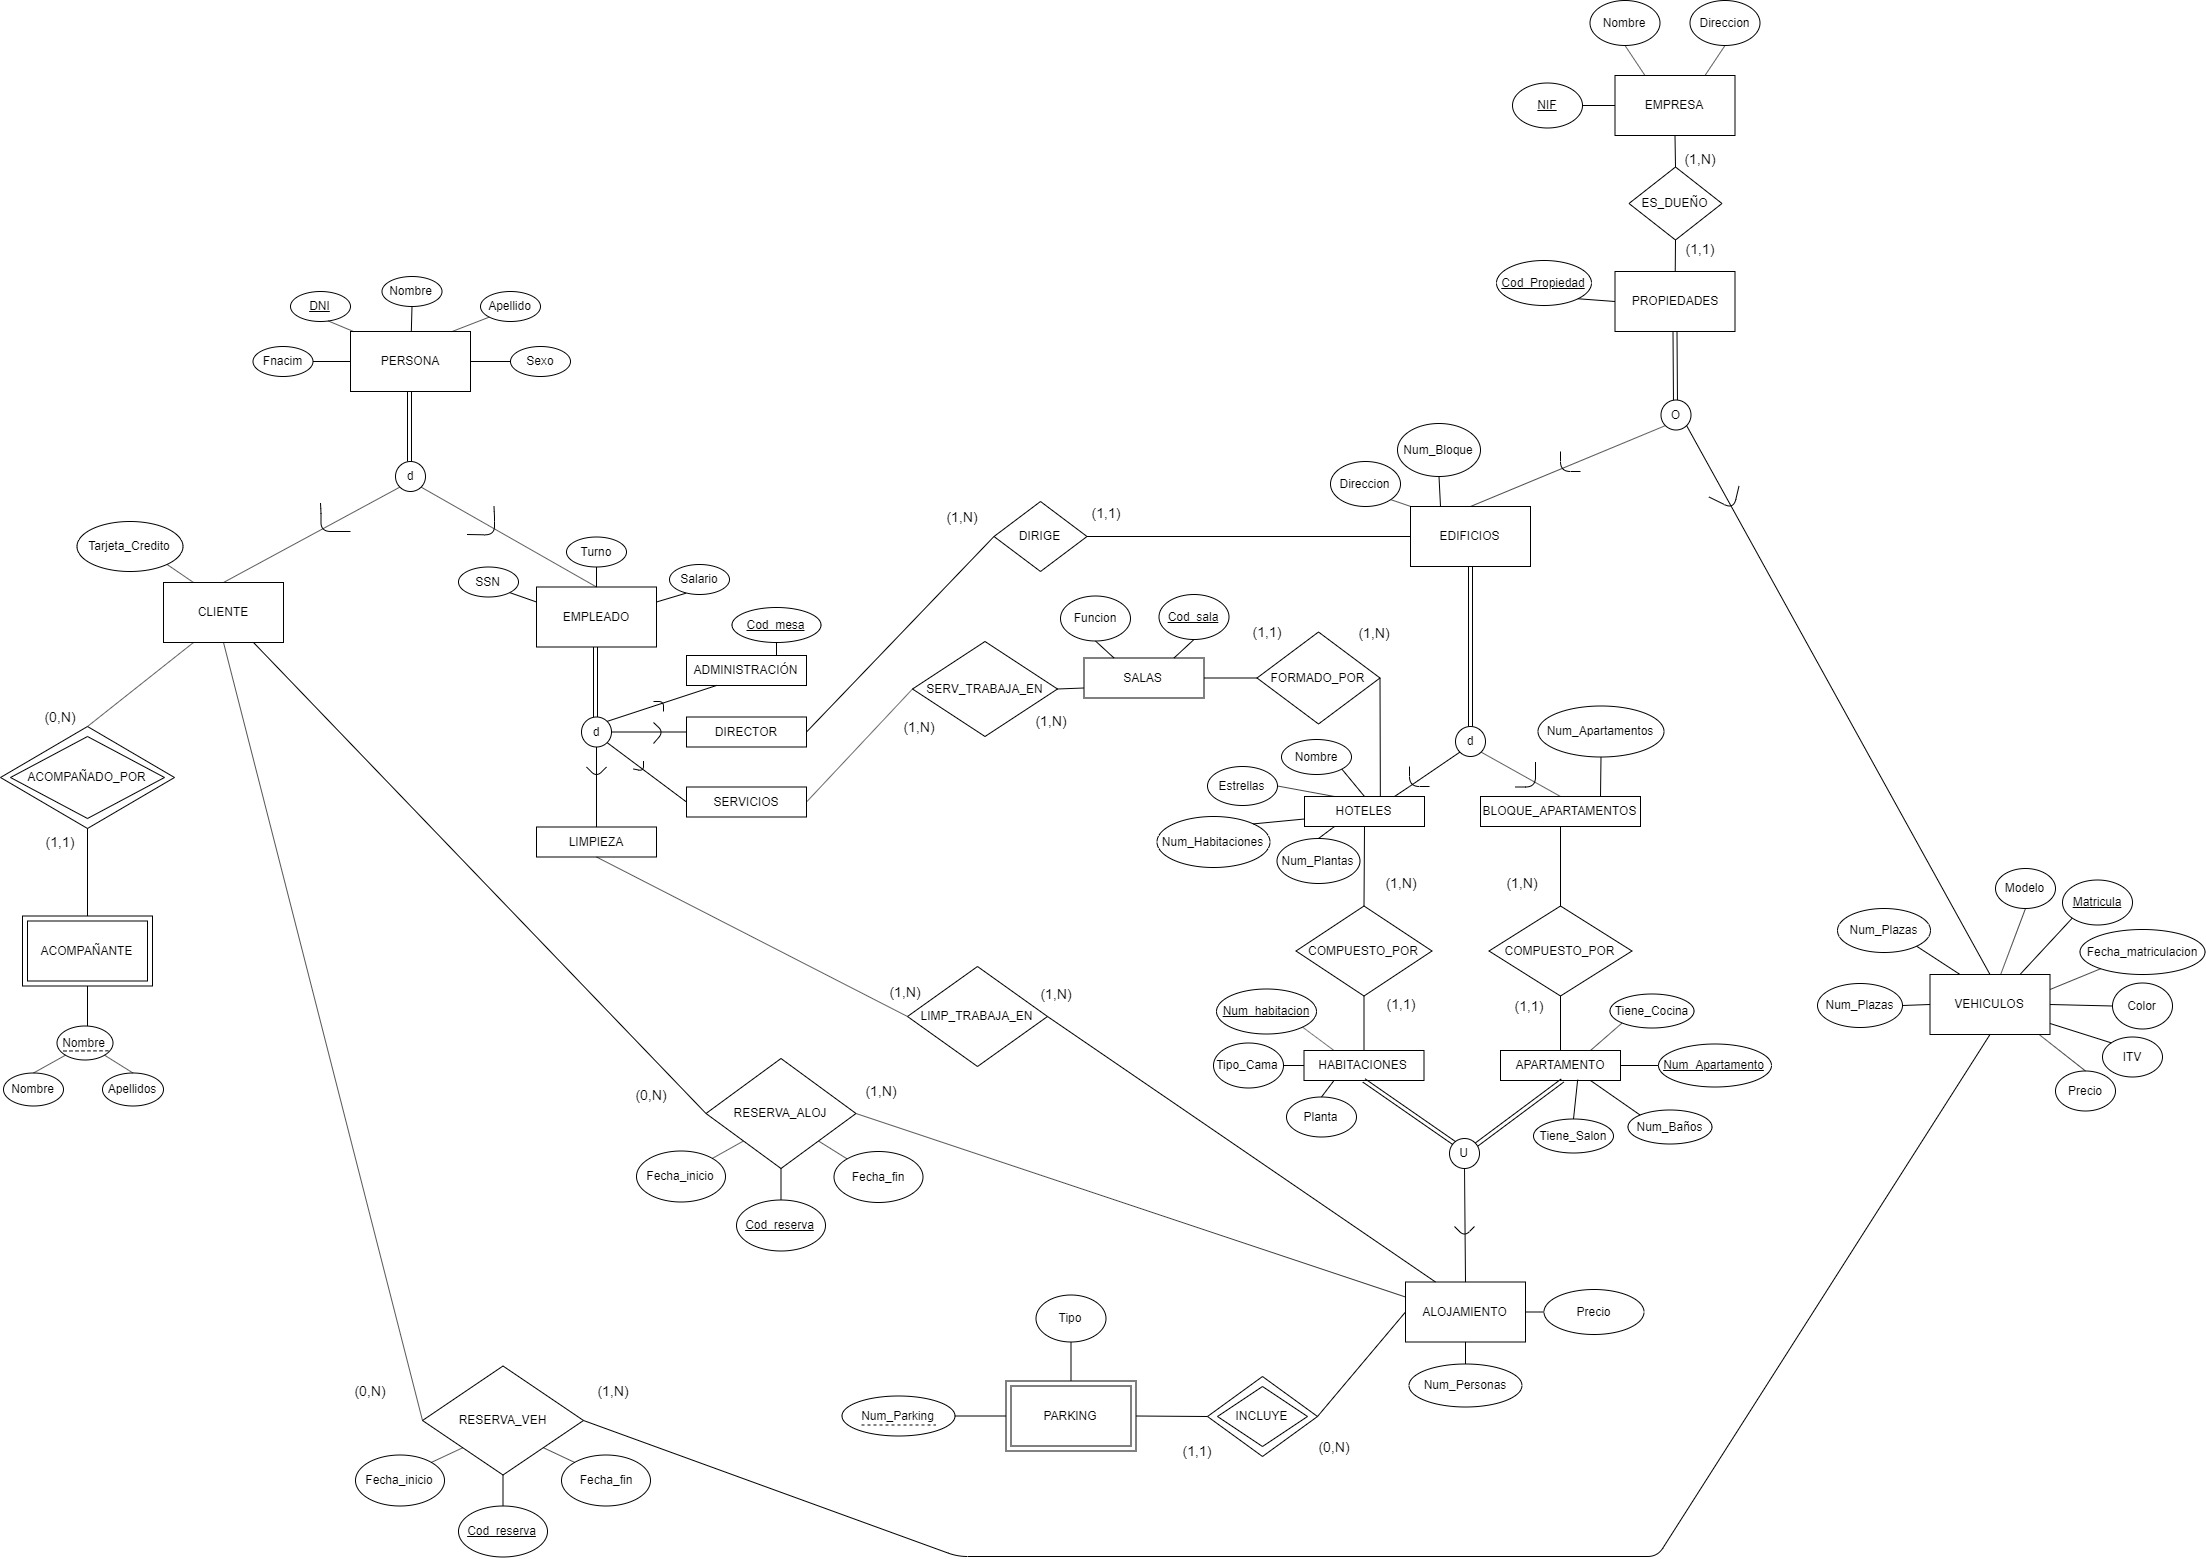 Nombre
Direccion
NIF
EMPRESA
(1,N)
ES_DUEÑO
(1,1)
Cod_Propiedad
PROPIEDADES
O
DNI
Nombre
Apellido
Fnacim
PERSONA
Sexo
d
Tarjeta_Credito
CLIENTE
SSN
Turno
Salario
EMPLEADO
Cod_mesa
ADMINISTRACIÓN
d
DIRECTOR
SERVICIOS
LIMPIEZA
(1,N)
DIRIGE
(1,1)
Direccion
Num_Bloque
EDIFICIOS
Funcion
Cod_sala
SALAS
(1,1)
(1,N)
FORMADO_POR
SERV_TRABAJA_EN
(1,N)
(1,N)
d
Num_Apartamentos
Nombre
Estrellas
HOTELES
BLOQUE_APARTAMENTOS
Num_Habitaciones
Num_Plantas
(0,N)
ACOMPAÑADO_POR
(1,1)
ACOMPAÑANTE
Nombre
Nombre
Apellidos
(1,N)
(1,N)
COMPUESTO_POR
COMPUESTO_POR
(1,1)
(1,1)
Num_habitacion
Tipo_Cama
HABITACIONES
Planta
Tiene_Cocina
APARTAMENTO
Num_Apartamento
Tiene_Salon
Num_Baños
U
Modelo
Matricula
Num_Plazas
Fecha_matriculacion
Num_Plazas
VEHICULOS
Color
ITV
Precio
(1,N)
LIMP_TRABAJA_EN
(1,N)
(0,N)
RESERVA_ALOJ
(1,N)
Fecha_inicio
Fecha_fin
Cod_reserva
ALOJAMIENTO
Precio
Num_Personas
Tipo
Num_Parking
PARKING
(1,1)
INCLUYE
(0,N)
(0,N)
RESERVA_VEH
(1,N)
Fecha_inicio
Fecha_fin
Cod_reserva